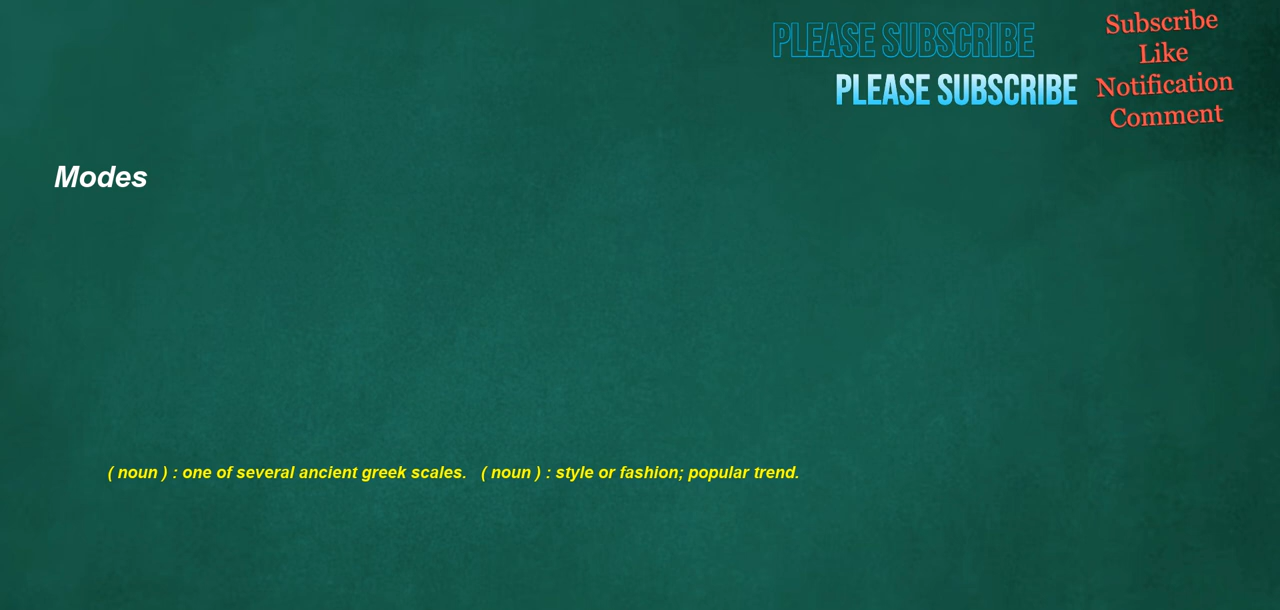 PLEASE SUBSCRIBE
PLEASE SUBSCRIBE
Subscribe
Like
Notification
Comment
Modes
( noun ) : one of several ancient greek scales.   ( noun ) : style or fashion; popular trend.